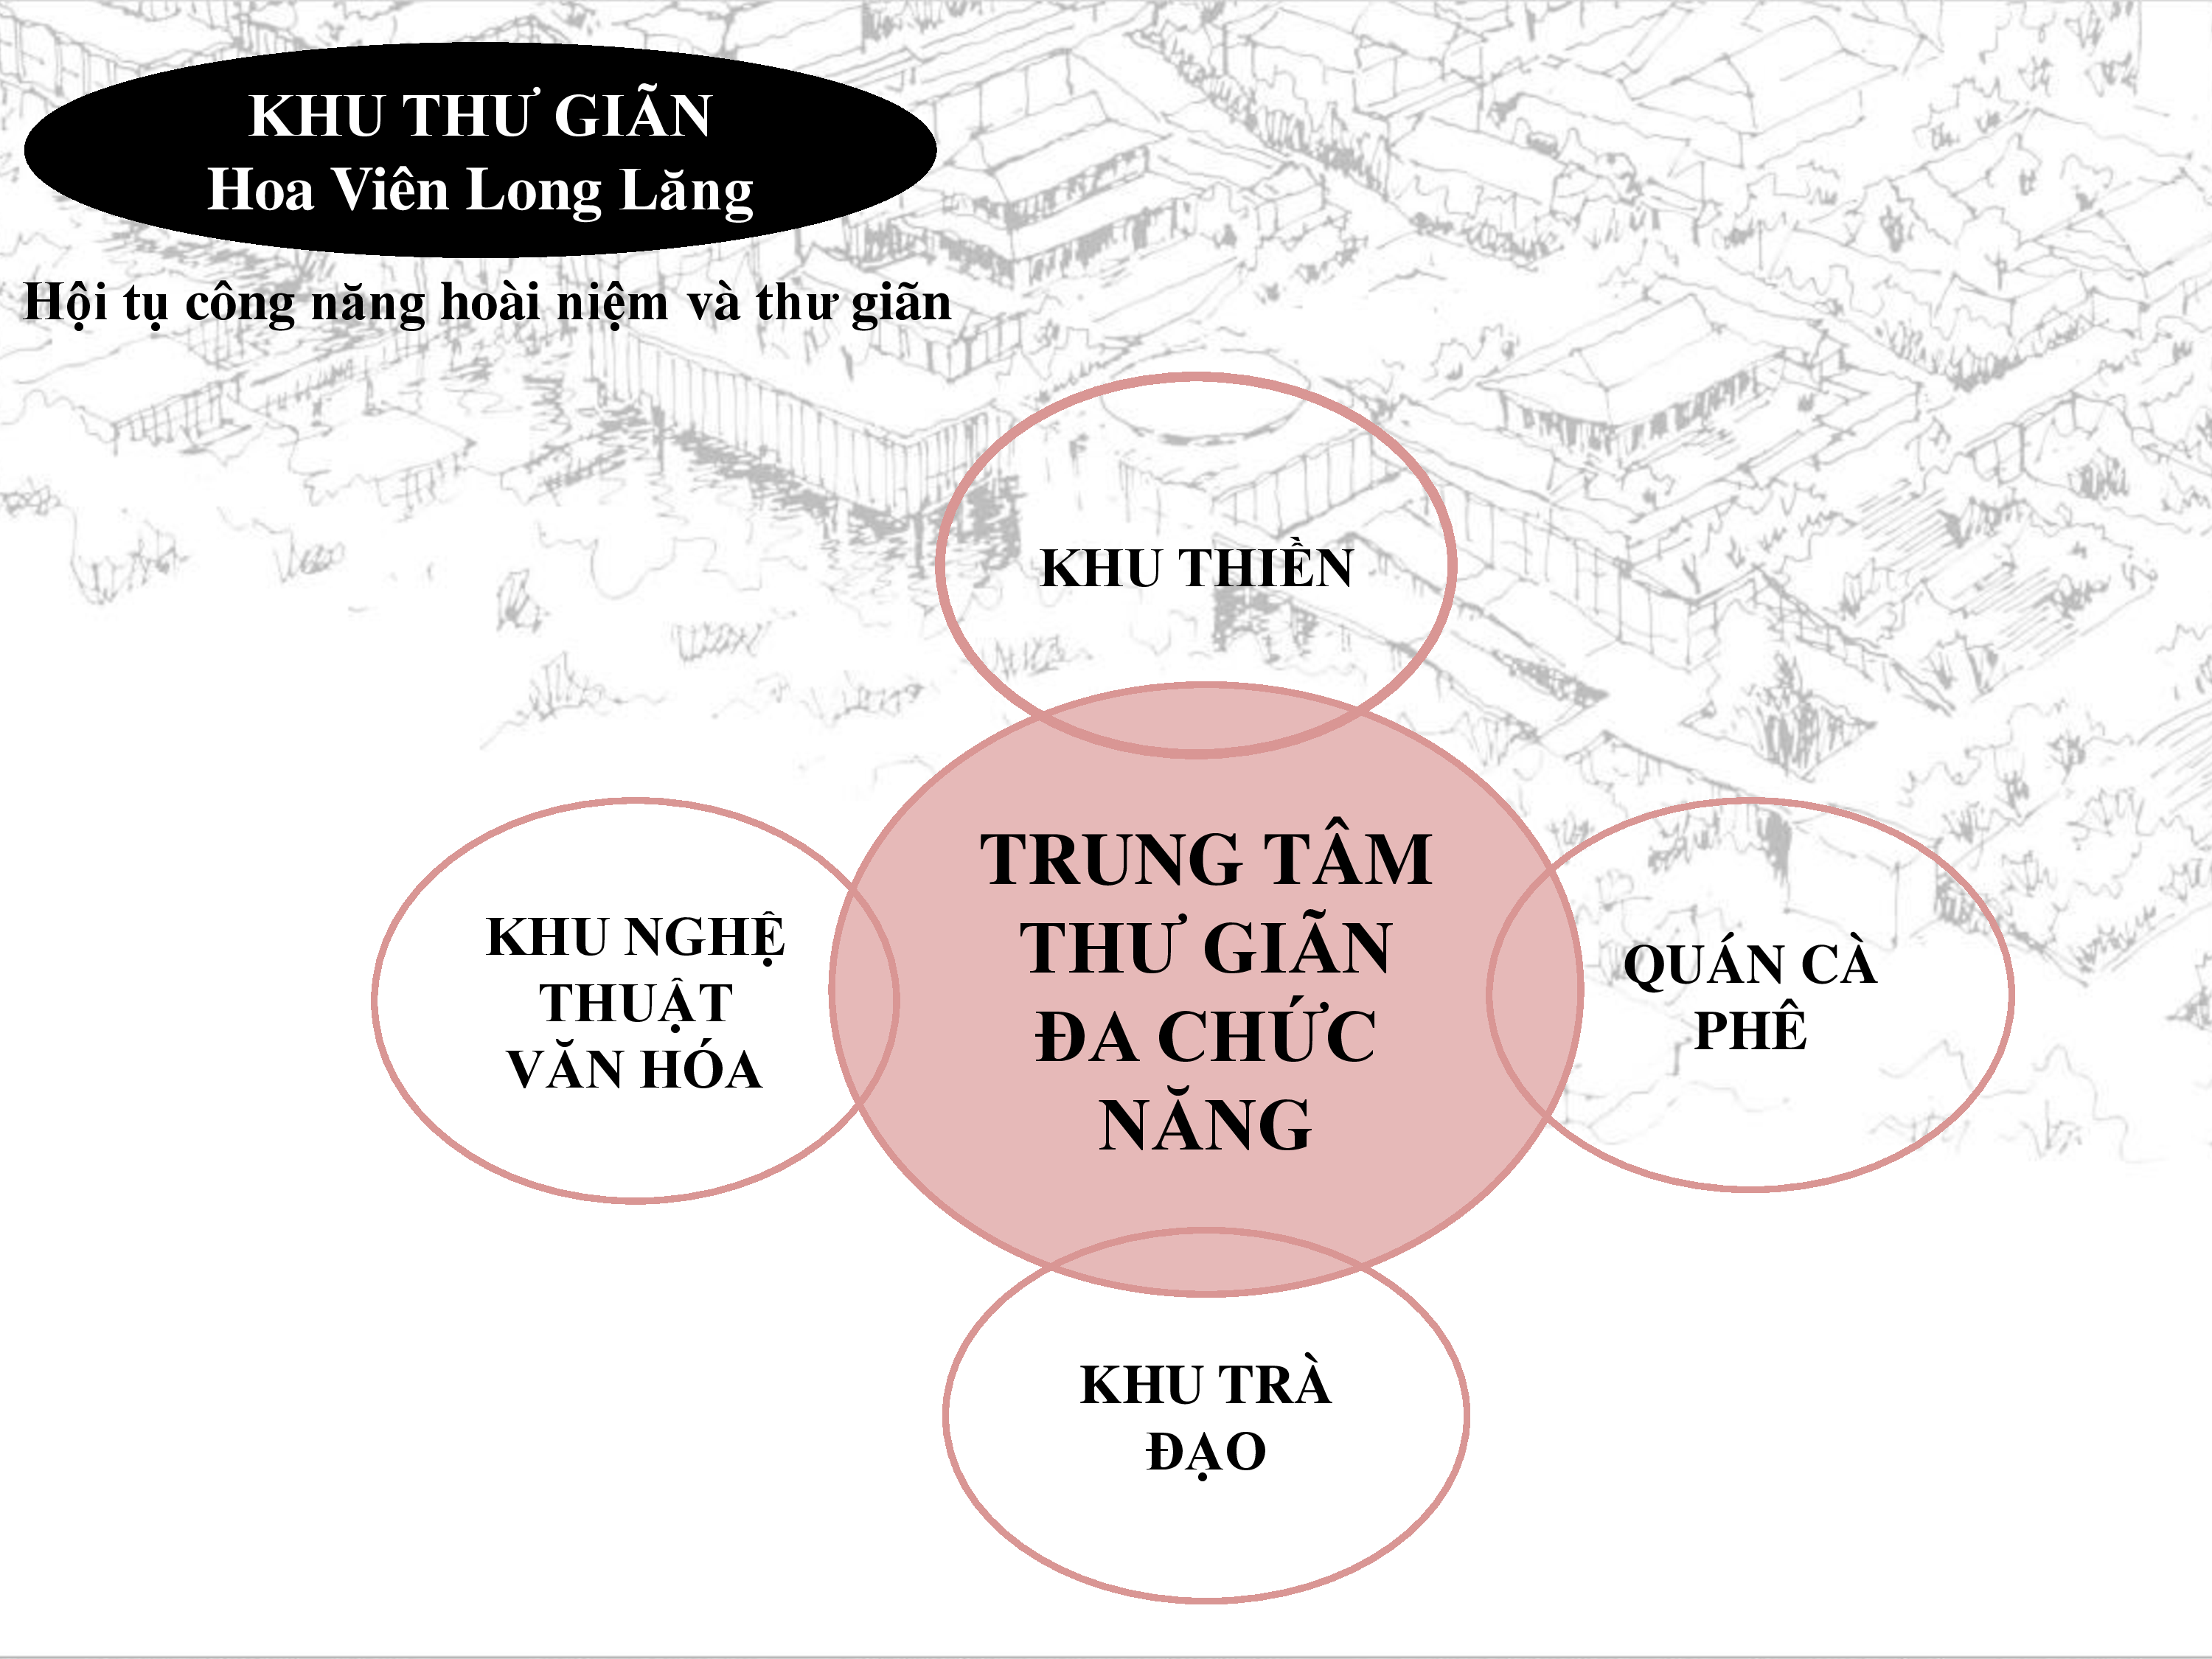 KHU THƯ GIÃN
Hoa Viên Long Lăng
Hội tụ công năng hoài niệm và thư giãn
KHU THIỀN
TRUNG TÂM
THƯ GIÃN
ĐA CHỨC
NĂNG
KHU NGHỆ
THUẬT
VĂN HÓA
QUÁN CÀ
PHÊ
KHU TRÀ
ĐẠO